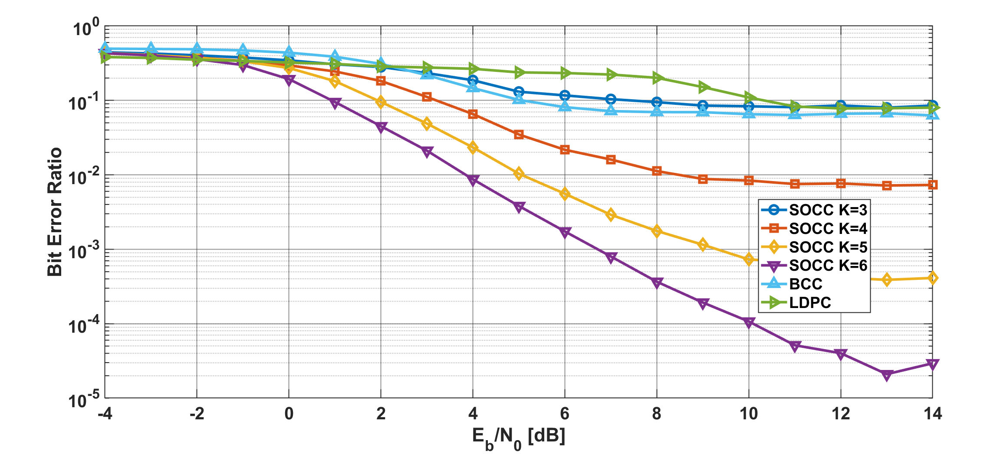 10^0
10^-1
10^-2
10^-3
10^-4
10^-5
Bit Error Ratio
SOCC K=3
SOCC K=4
SOCC K=5
SOCC K=6
BCC
LDPC
-4 -2 0 2 4 6 8 10 12 14
E_b/N_0 [dB]